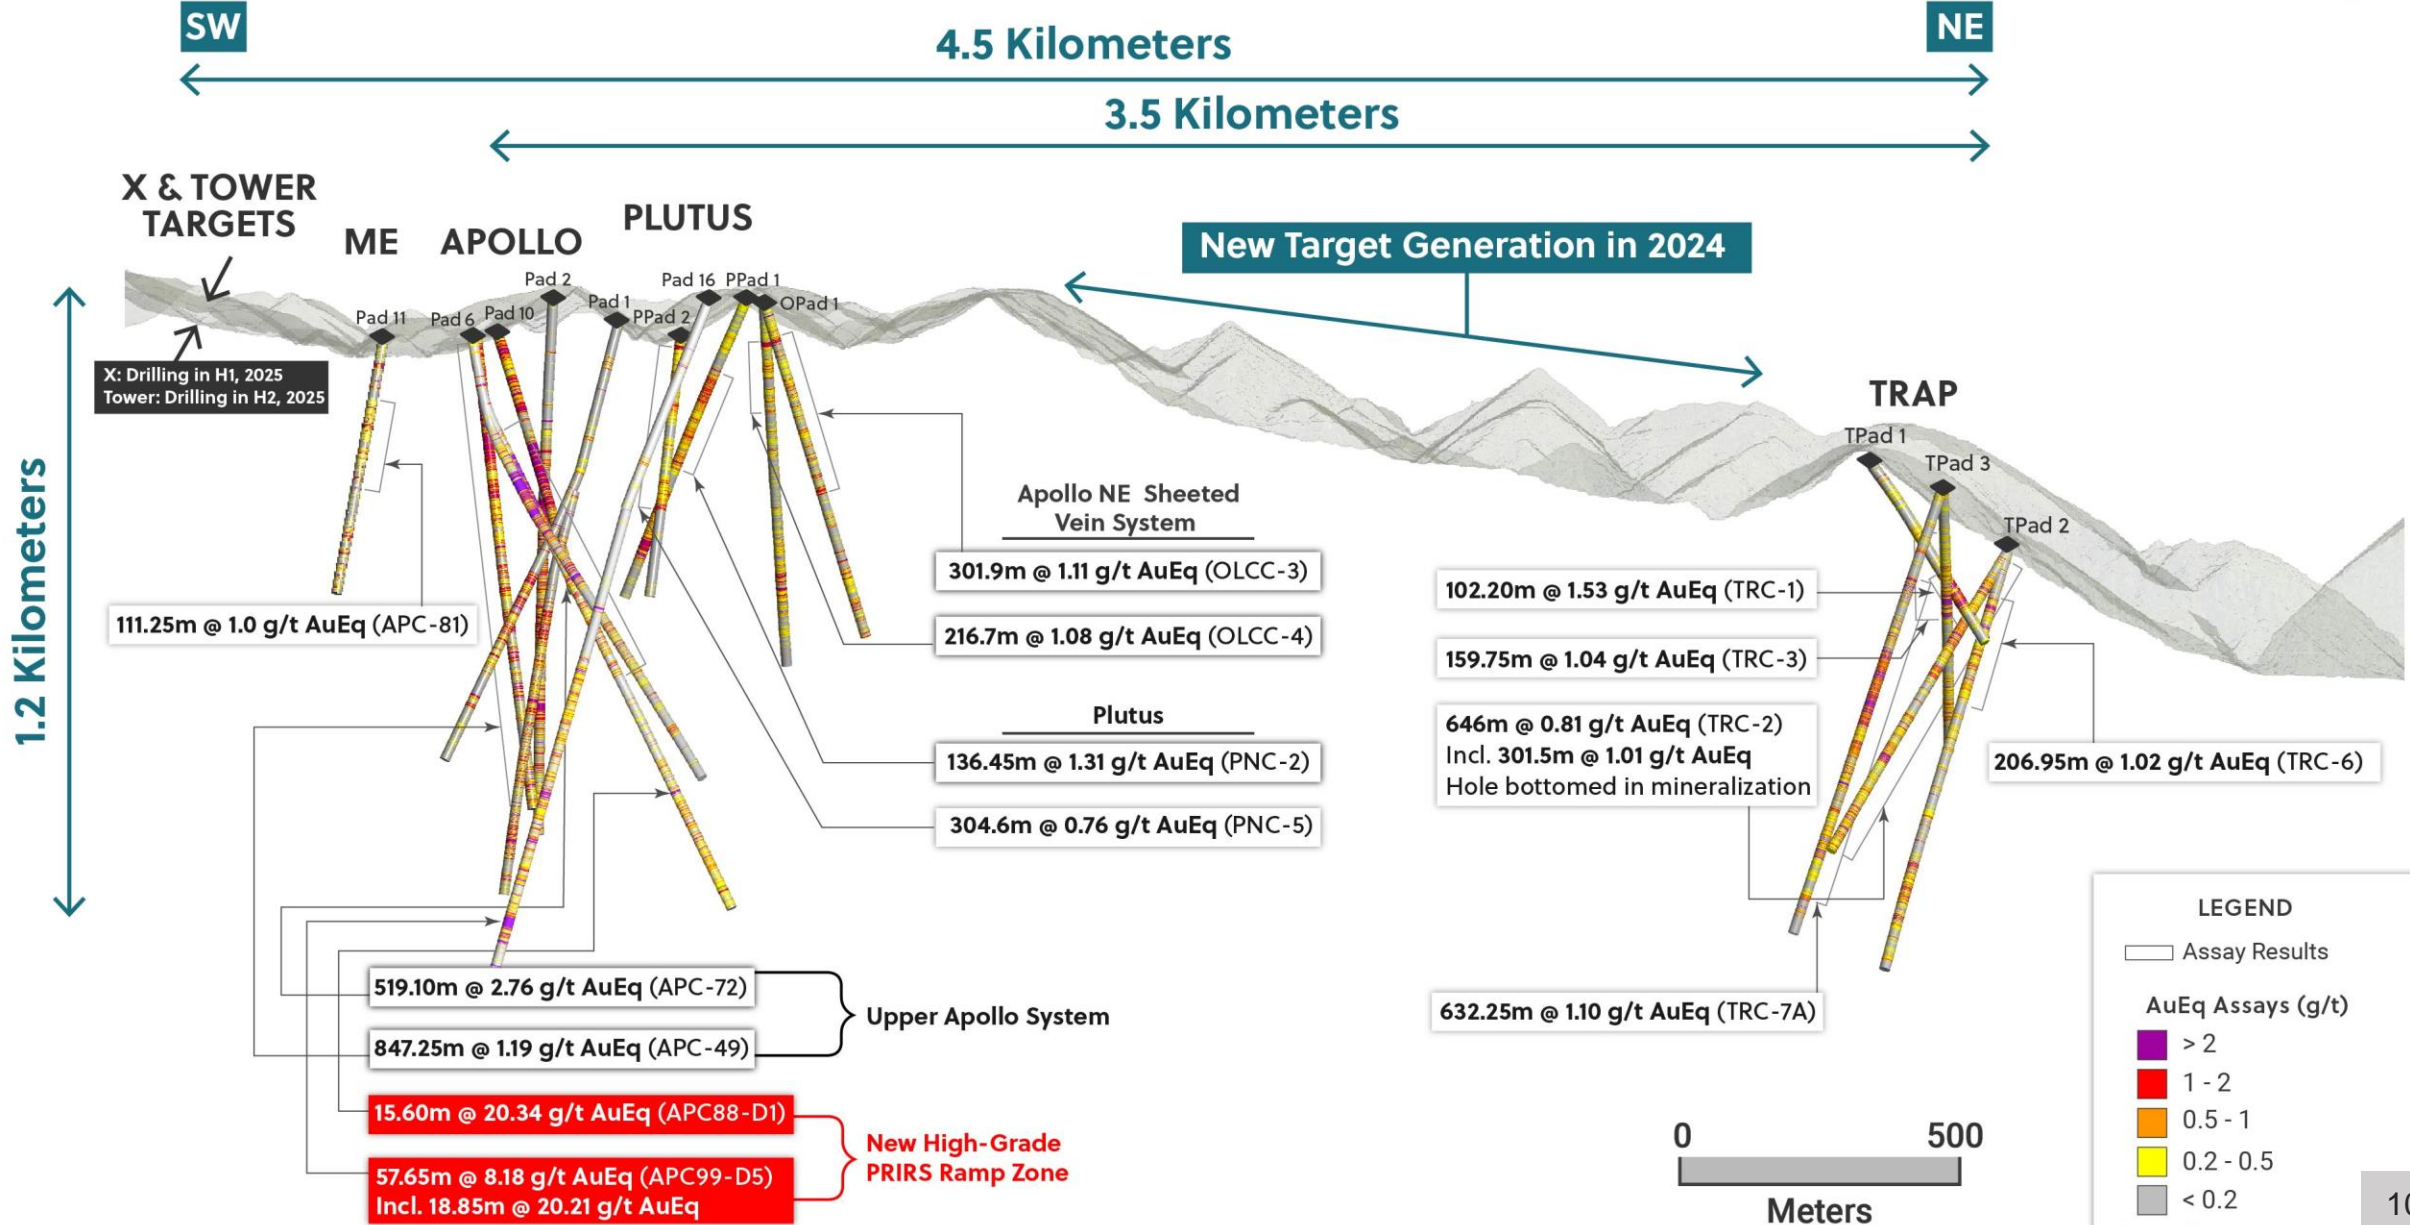 SW
NE
4.5 Kilometers
3.5 Kilometers
X & TOWER
TARGETS
ME
APOLLO
PLUTUS
New Target Generation in 2024
TRAP
Pad 11
Pad 6
Pad 10
Pad 2
Pad 1
PPad 2
Pad 16
PPad 1
OPad 1
TPad 1
TPad 3
TPad 2
X: Drilling in H1, 2025
Tower: Drilling in H2, 2025
1.2 Kilometers
111.25m @ 1.0 g/t AuEq (APC-81)
Apollo NE Sheeted
Vein System
301.9m @ 1.11 g/t AuEq (OLCC-3)
216.7m @ 1.08 g/t AuEq (OLCC-4)
Plutus
136.45m @ 1.31 g/t AuEq (PNC-2)
304.6m @ 0.76 g/t AuEq (PNC-5)
102.20m @ 1.53 g/t AuEq (TRC-1)
159.75m @ 1.04 g/t AuEq (TRC-3)
646m @ 0.81 g/t AuEq (TRC-2)
Incl. 301.5m @ 1.01 g/t AuEq
Hole bottomed in mineralization
206.95m @ 1.02 g/t AuEq (TRC-6)
632.25m @ 1.10 g/t AuEq (TRC-7A)
519.10m @ 2.76 g/t AuEq (APC-72)
847.25m @ 1.19 g/t AuEq (APC-49)
Upper Apollo System
15.60m @ 20.34 g/t AuEq (APC88-D1)
57.65m @ 8.18 g/t AuEq (APC99-D5)
Incl. 18.85m @ 20.21 g/t AuEq
New High-Grade
PRIRS Ramp Zone
0
500
Meters
LEGEND
Assay Results
AuEq Assays (g/t)
> 2
1 - 2
0.5 - 1
0.2 - 0.5
< 0.2